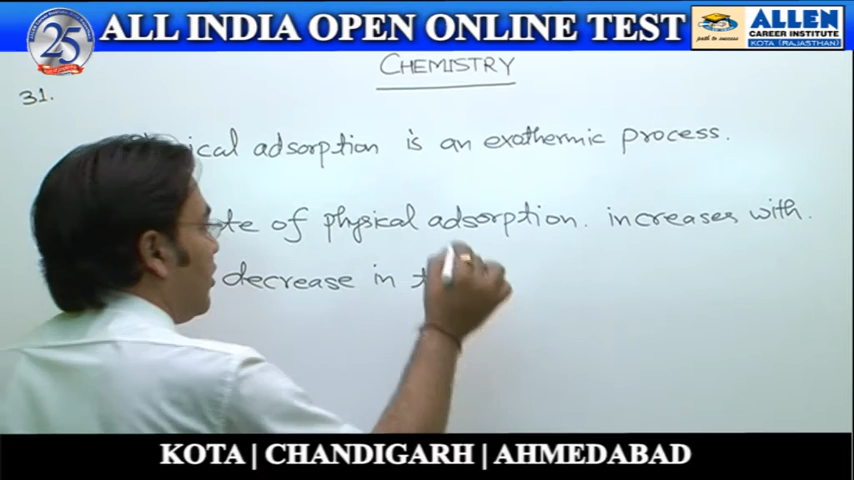 ALL INDIA OPEN ONLINE TEST
25
path to success
ALLEN
CAREER INSTITUTE
KOTA (RAJASTHAN)
CHEMISTRY
31.
adsorption is an exothermic process.
of physical adsorption. increases with.
decrease in
KOTA | CHANDIGARH | AHMEDABAD